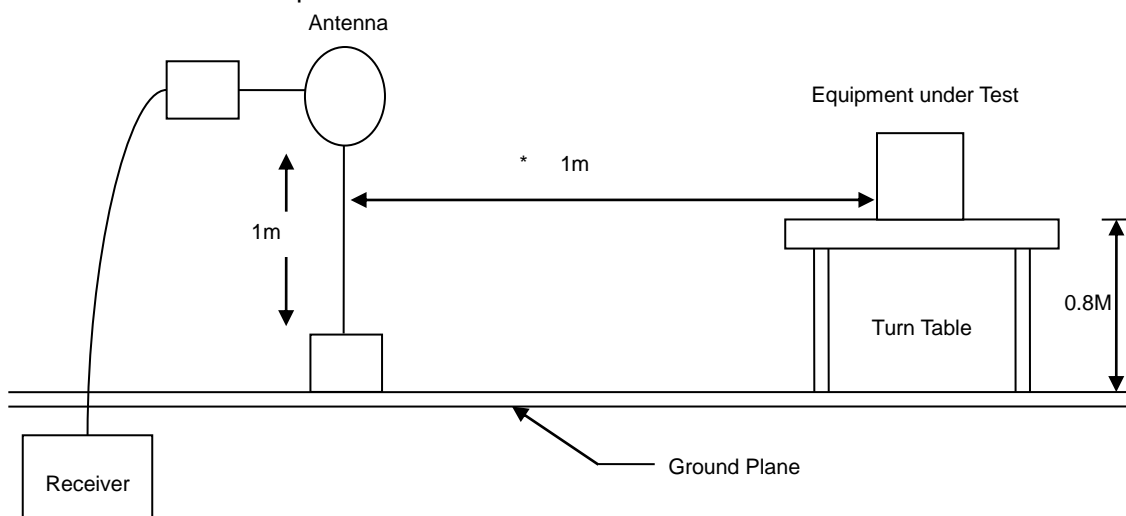 Antenna
Equipment under Test
* 1m
1m
0.8M
Turn Table
Ground Plane
Receiver